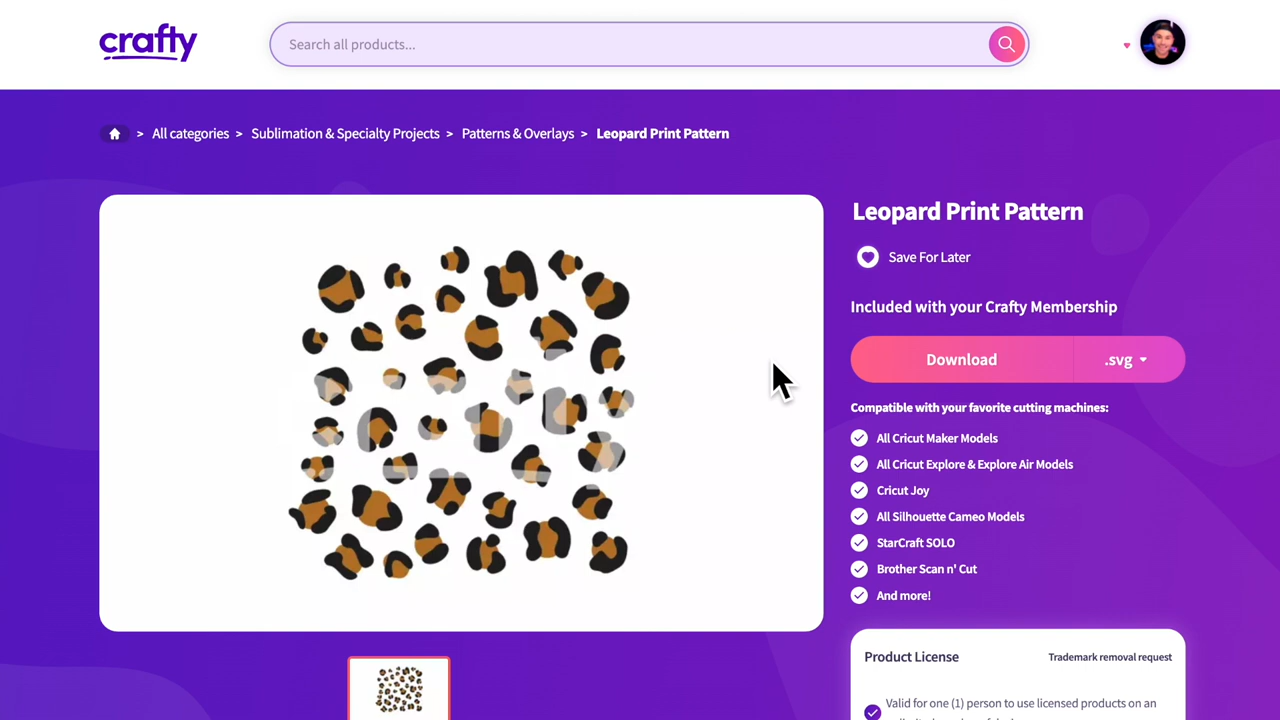 crafty
Search all products...
> All categories > Sublimation & Specialty Projects > Patterns & Overlays > Leopard Print Pattern
Leopard Print Pattern
Save For Later
Included with your Crafty Membership
Download .svg
Compatible with your favorite cutting machines:
All Cricut Maker Models
All Cricut Explore & Explore Air Models
Cricut Joy
All Silhouette Cameo Models
StarCraft SOLO
Brother Scan n' Cut
And more!
Product License Trademark removal request
Valid for one (1) person to use licensed products on an